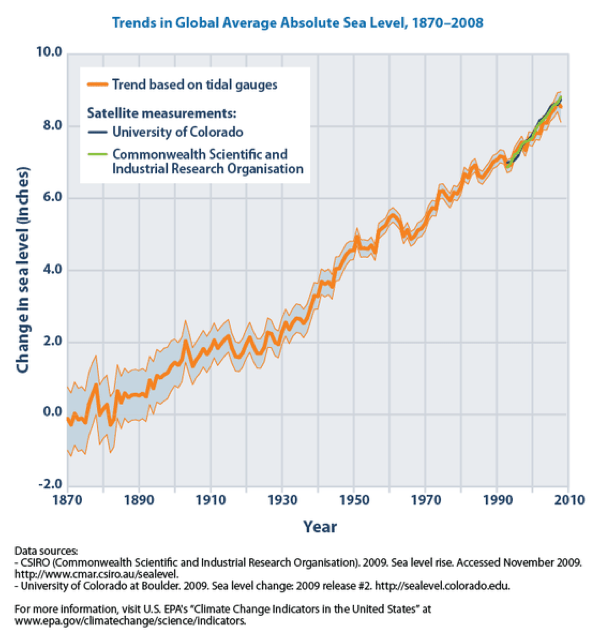 Trends in Global Average Absolute Sea Level, 1870–2008
10.0
8.0
6.0
4.0
2.0
0.0
-2.0
Change in sea level (inches)
Trend based on tidal gauges
Satellite measurements:
University of Colorado
Commonwealth Scientific and
Industrial Research Organisation
1870
1890
1910
1930
1950
1970
1990
2010
Year
Data sources:
- CSIRO (Commonwealth Scientific and Industrial Research Organisation). 2009. Sea level rise. Accessed November 2009.
http://www.cmar.csiro.au/sealevel.
- University of Colorado at Boulder. 2009. Sea level change: 2009 release #2. http://sealevel.colorado.edu.
For more information, visit U.S. EPA's “Climate Change Indicators in the United States” at
www.epa.gov/climatechange/science/indicators.